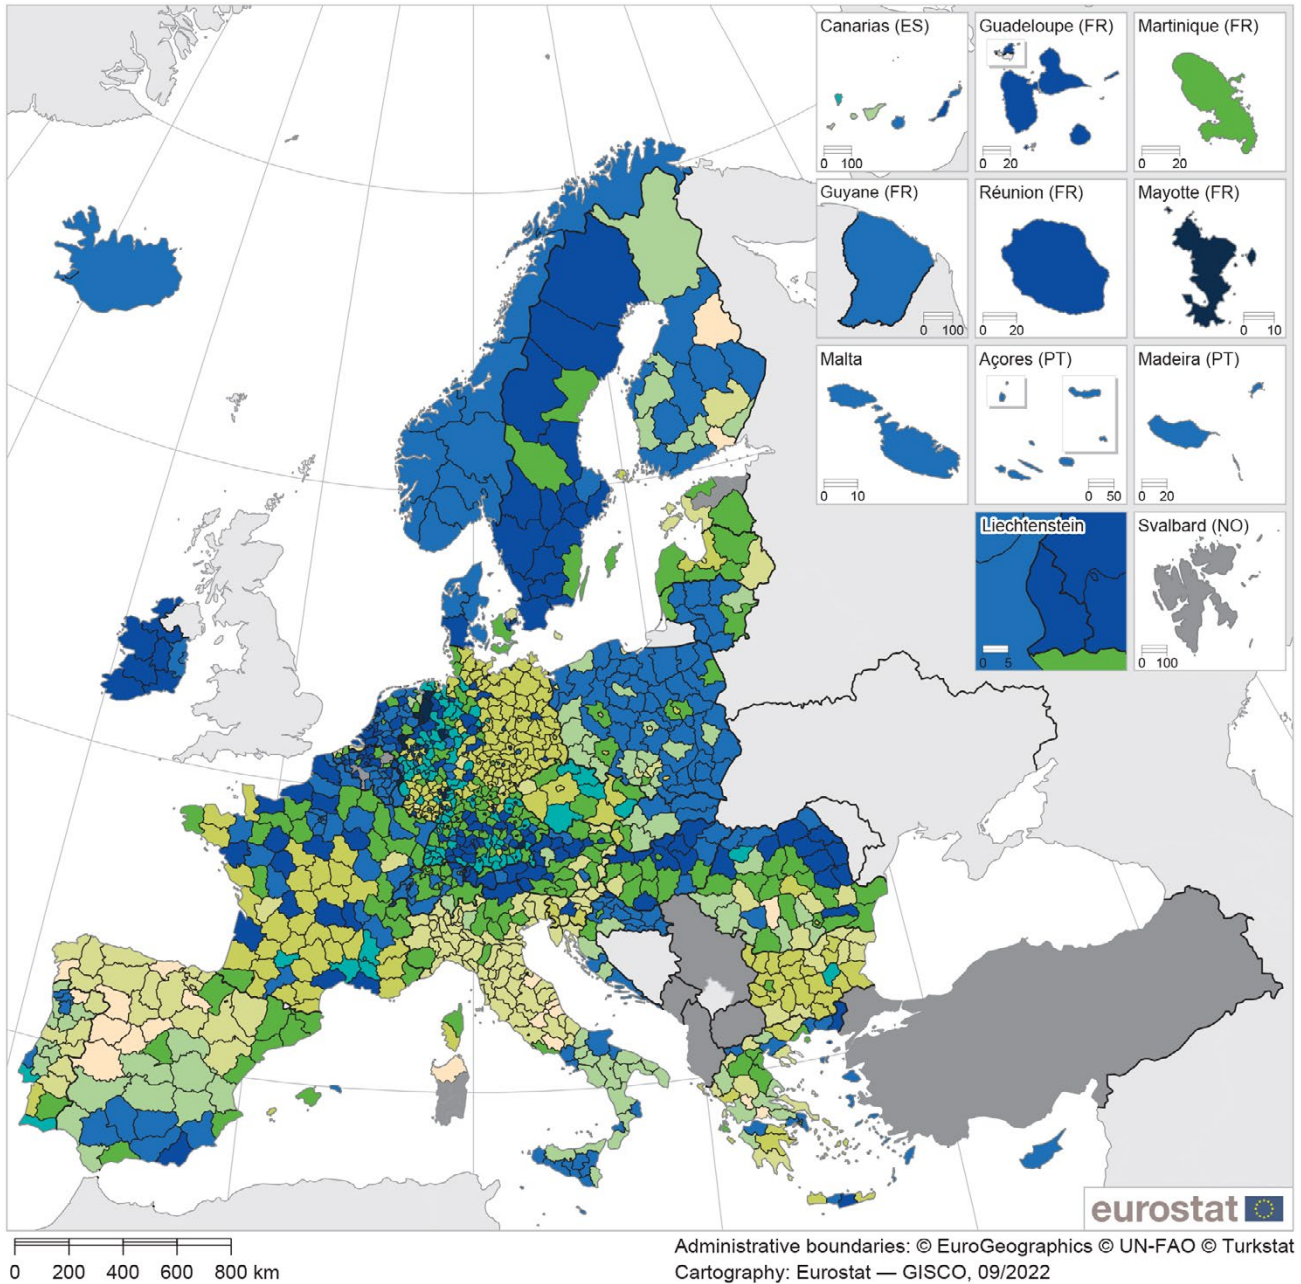 Canarias (ES)
0 100
Guadeloupe (FR)
0 20
Martinique (FR)
0 20
Guyane (FR)
0 100
Réunion (FR)
0 20
Mayotte (FR)
0 10
Malta
0 10
Açores (PT)
0 50
Madeira (PT)
0 20
Liechtenstein
0 5
Svalbard (NO)
0 100
eurostat
0 200 400 600 800 km
Administrative boundaries: © EuroGeographics © UN-FAO © Turkstat
Cartography: Eurostat — GISCO, 09/2022